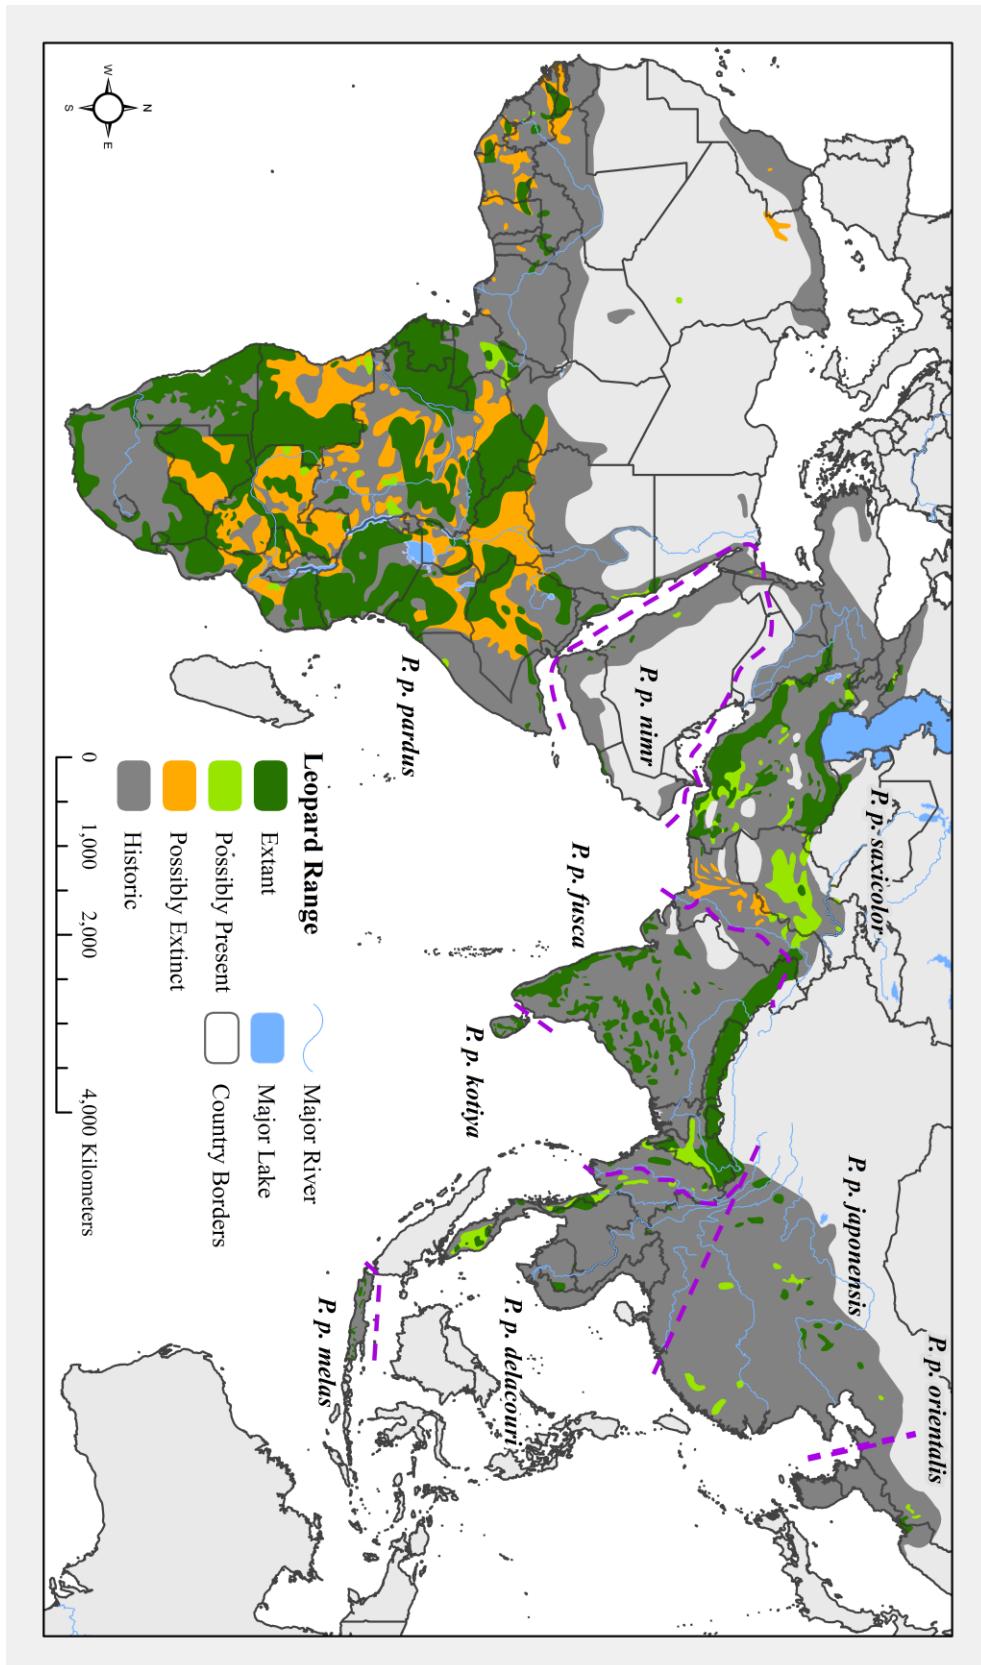 N
W
E
S
P. p. pardus
P. p. nimr
P. p. saxicolor
P. p. fusca
P. p. kotiya
P. p. japonensis
P. p. orientalis
P. p. delacouri
P. p. melas
Leopard Range
Extant
Possibly Present
Possibly Extinct
Historic
Major River
Major Lake
Country Borders
0 1,000 2,000 4,000 Kilometers